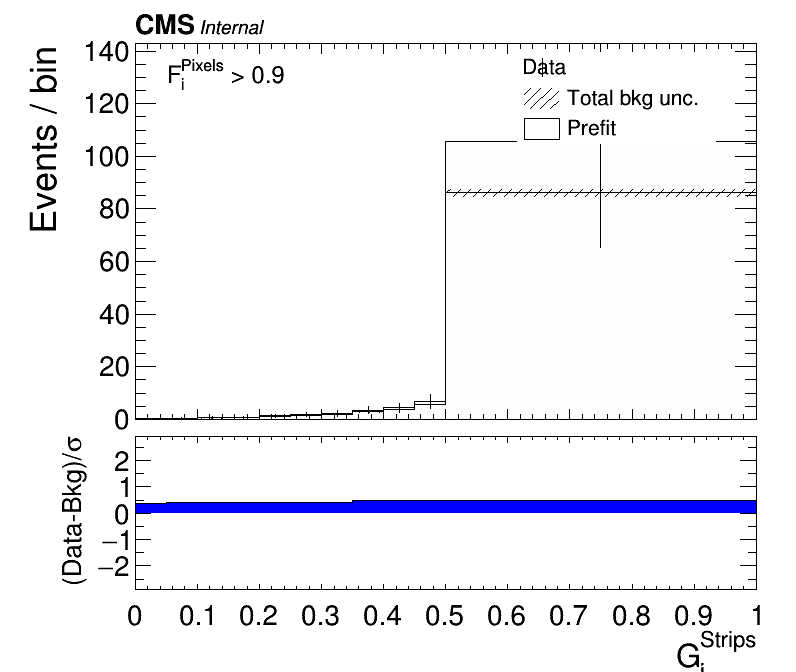 CMS Internal
F_i^Pixels > 0.9
Data
Total bkg unc.
Prefit
Events / bin
140
120
100
80
60
40
20
0
(Data-Bkg)/σ
2
1
0
−1
−2
0 0.1 0.2 0.3 0.4 0.5 0.6 0.7 0.8 0.9 1
G_i^Strips